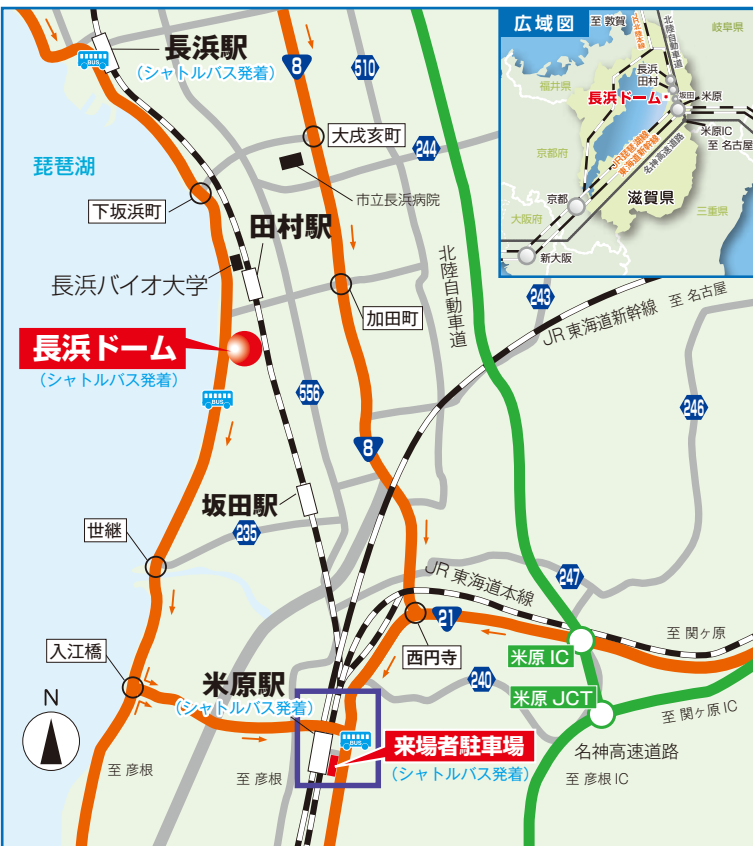 長浜駅
(シャトルバス発着)
BUS
8
510
大戌亥町
244
市立長浜病院
琵琶湖
下坂浜町
田村駅
長浜バイオ大学
加田町
北陸自動車道
243
JR東海道新幹線
至 名古屋
長浜ドーム
(シャトルバス発着)
BUS
556
246
8
坂田駅
235
世継
JR東海道本線
247
21
至 関ヶ原
西円寺
米原 IC
入江橋
米原駅
(シャトルバス発着)
240
米原 JCT
至 関ヶ原 IC
N
BUS
来場者駐車場
(シャトルバス発着)
名神高速道路
至 彦根
至 彦根
至 彦根 IC
広域図
至 敦賀
JR北陸本線
北陸自動車道
岐阜県
福井県
長浜
田村
長浜ドーム
坂田
米原
米原IC
至 名古屋
JR琵琶湖線
東海道新幹線
名神高速道路
京都府
京都
滋賀県
大阪府
三重県
新大阪